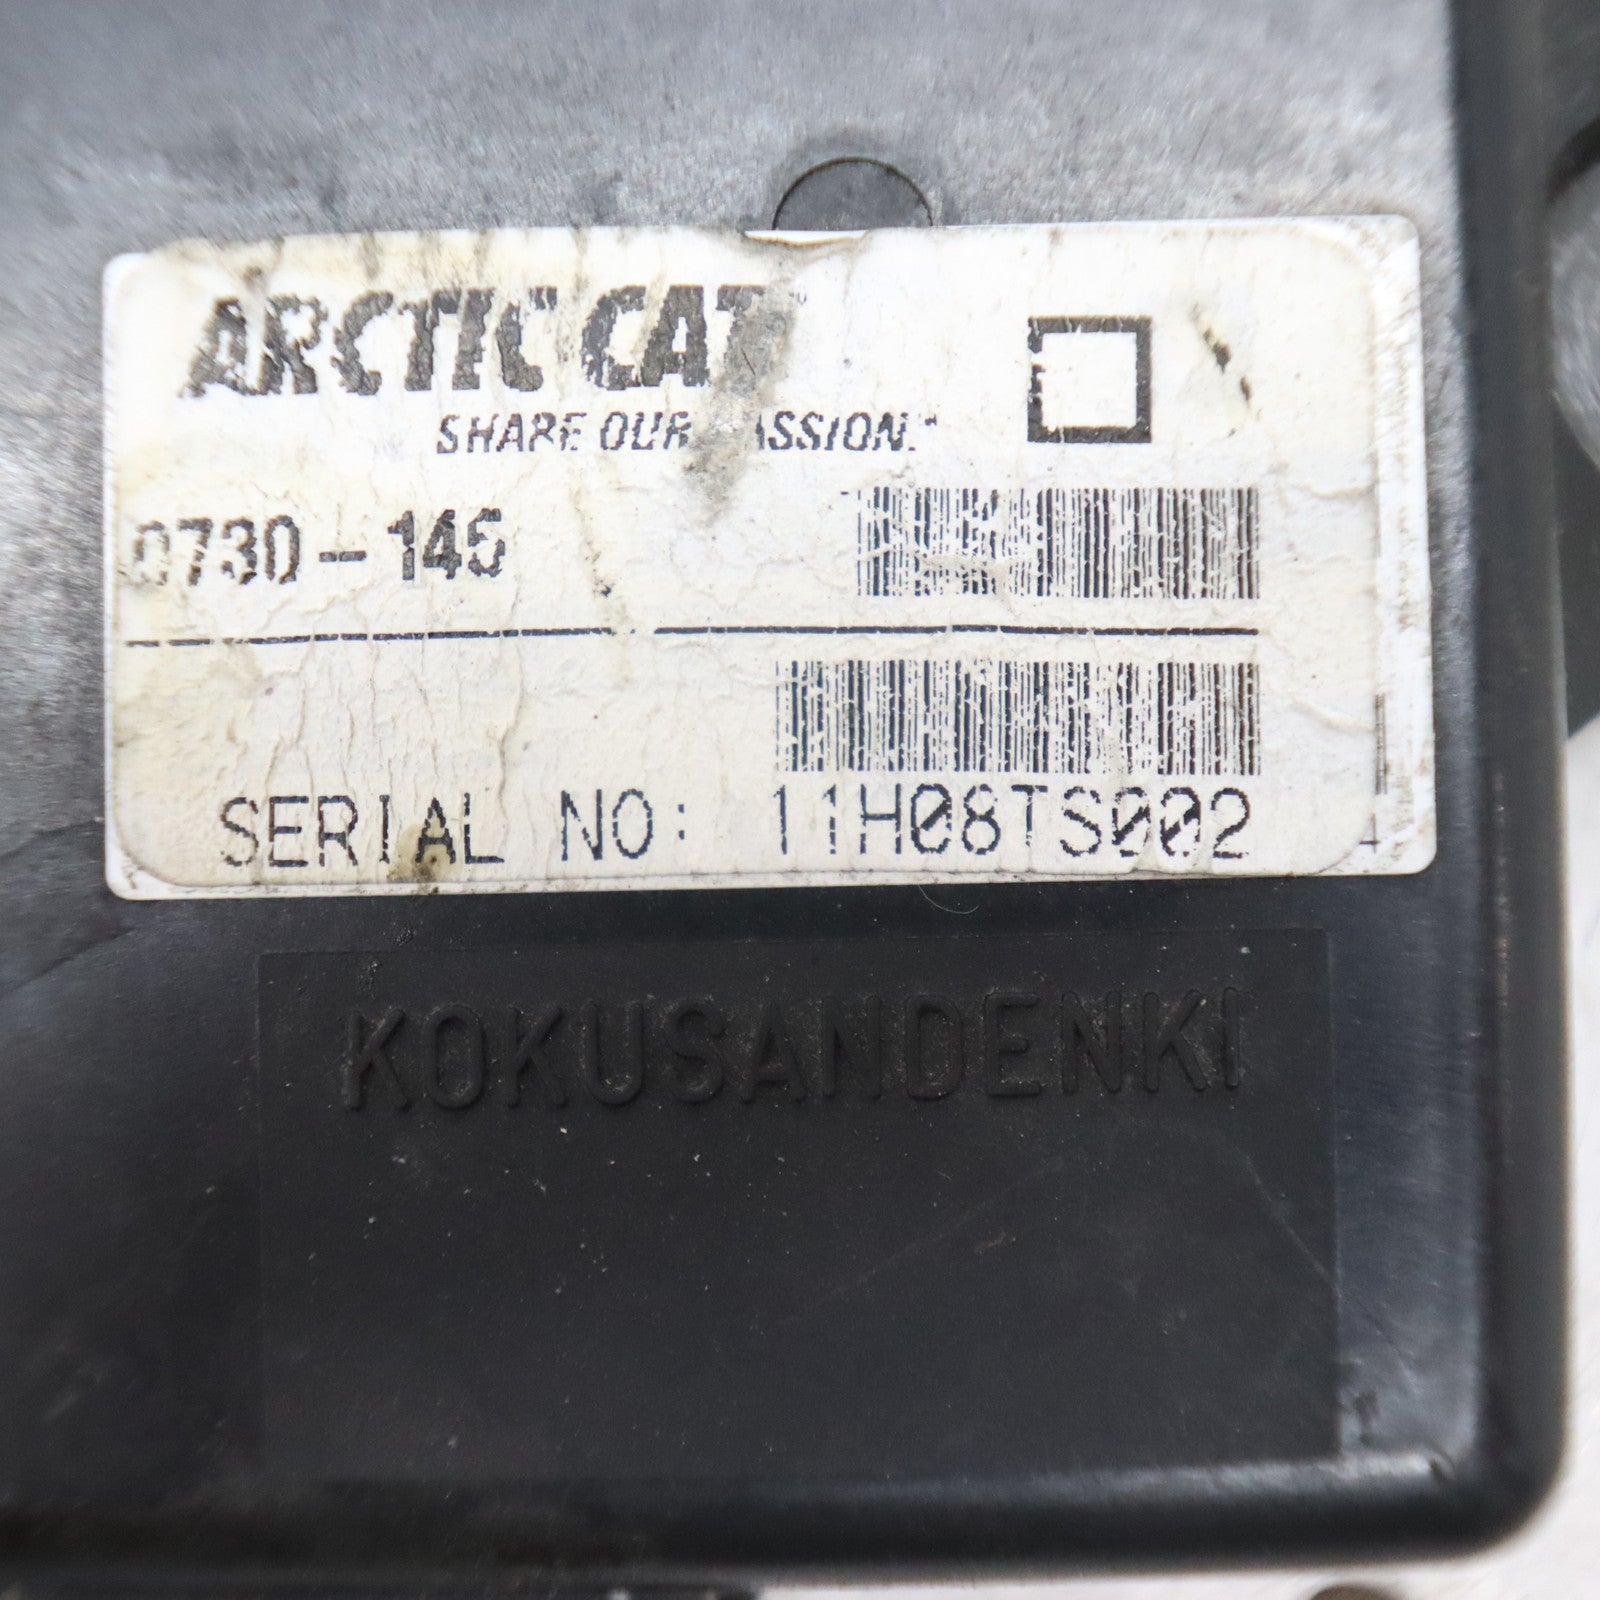 ARCTIC CAT
SHARE OUR PASSION.
0730-145
SERIAL NO: 11H08TS002
KOKUSANDENKI